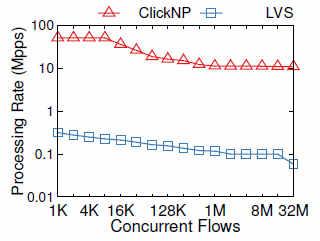 ClickNP LVS
Processing Rate (Mpps)
100
10
1
0.1
0.01
1K 4K 16K 128K 1M 8M 32M
Concurrent Flows